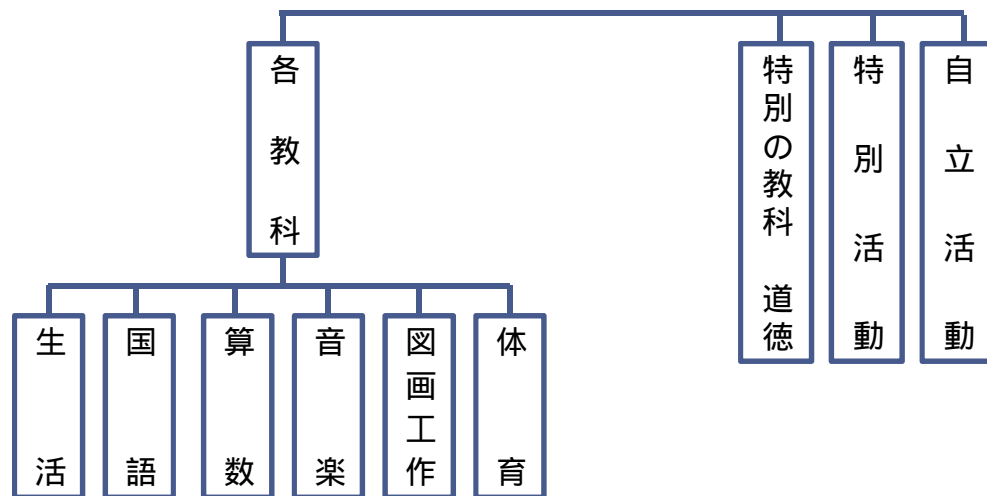 各教科
特別の教科 道徳
特別活動
自立活動
生活
国語
算数
音楽
図画工作
体育